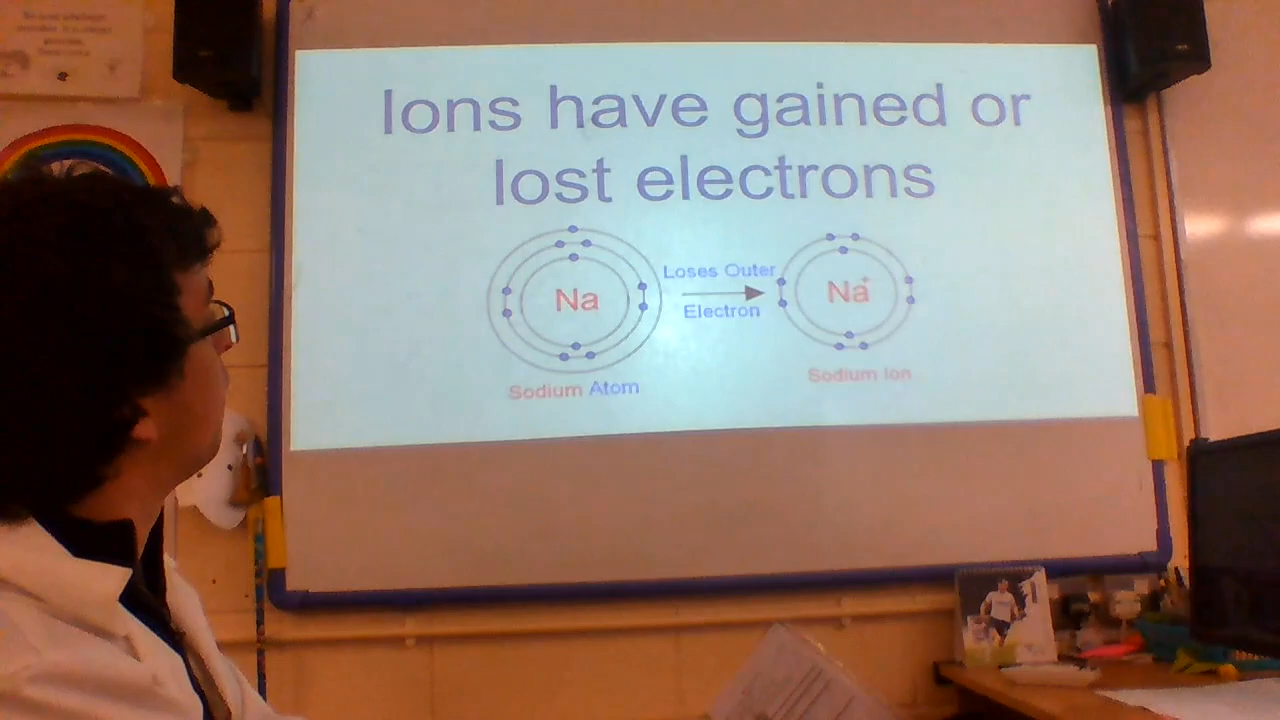 Ions have gained or
lost electrons
Na
Loses Outer
Electron
Na+
Sodium Atom
Sodium Ion